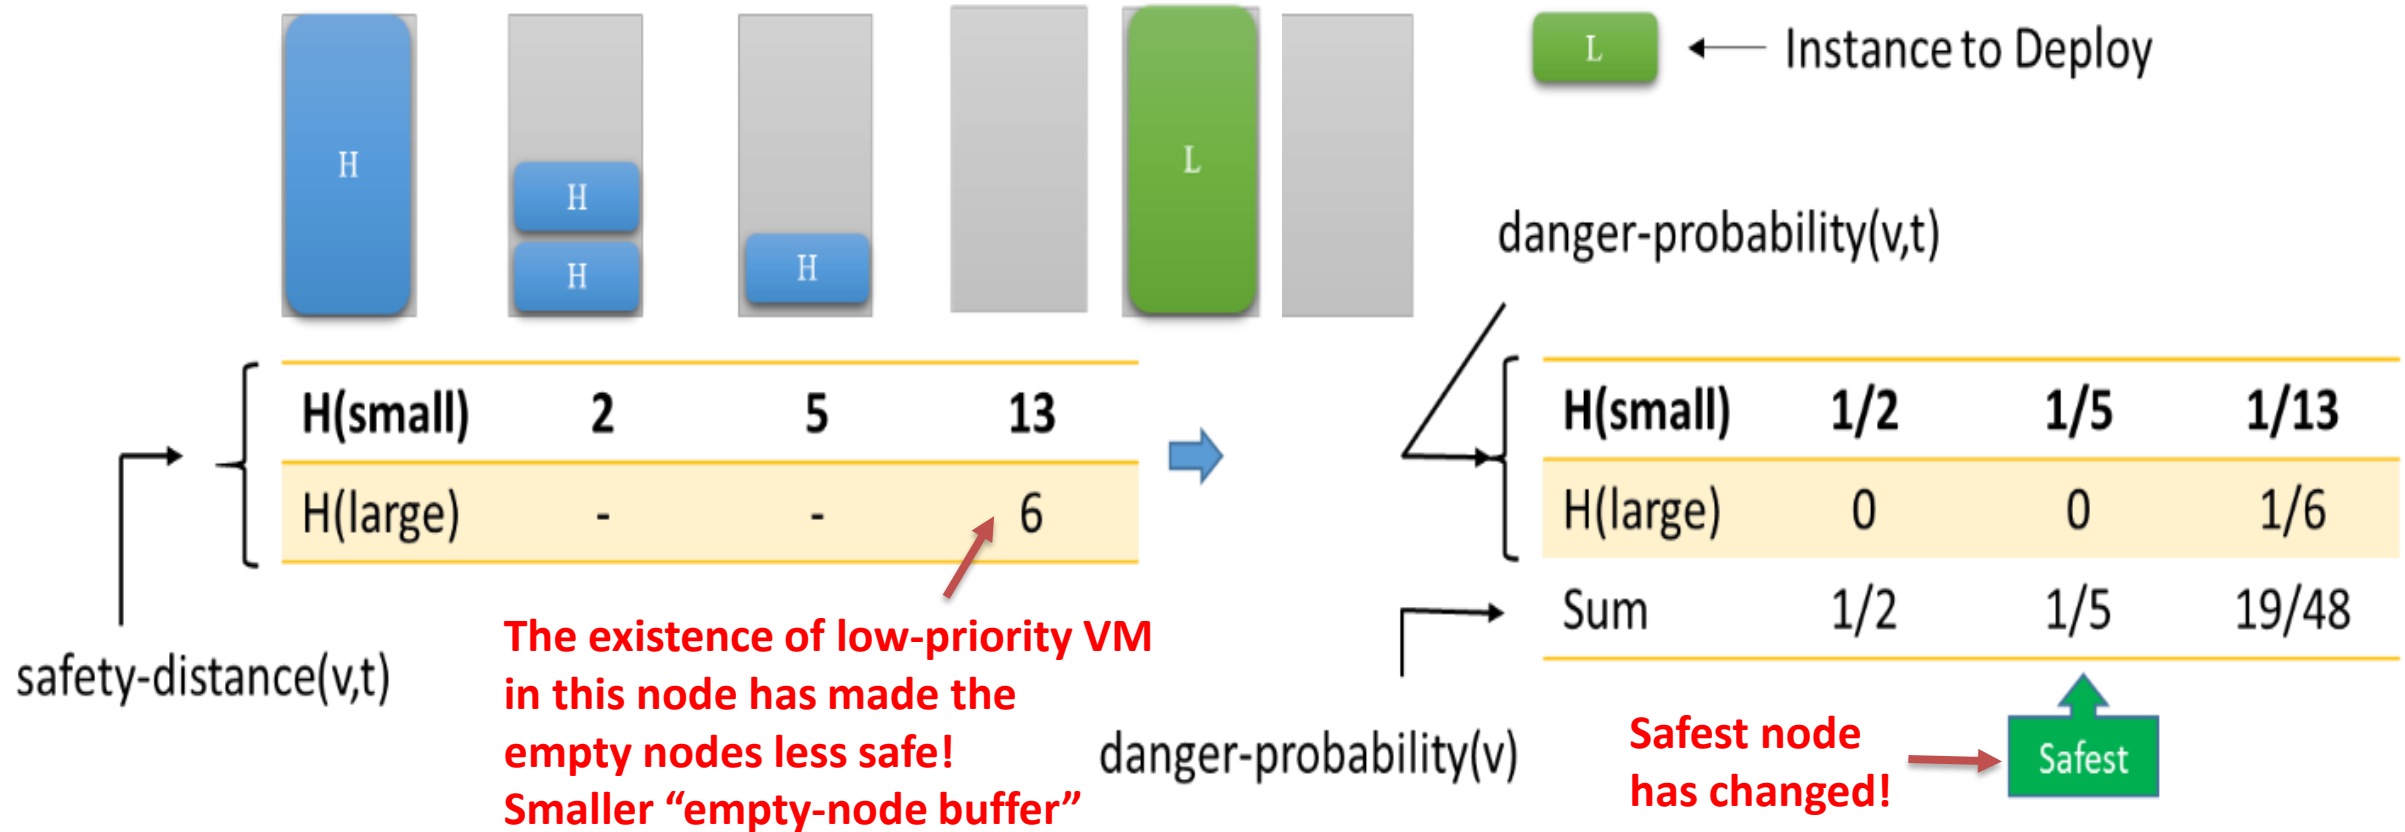 H
H
H
H
L
L
Instance to Deploy
danger-probability(v,t)
H(small) 2 5 13
H(large) - - 6
H(small) 1/2 1/5 1/13
H(large) 0 0 1/6
Sum 1/2 1/5 19/48
safety-distance(v,t)
The existence of low-priority VM
in this node has made the
empty nodes less safe!
Smaller “empty-node buffer”
danger-probability(v)
Safest node
has changed!
Safest